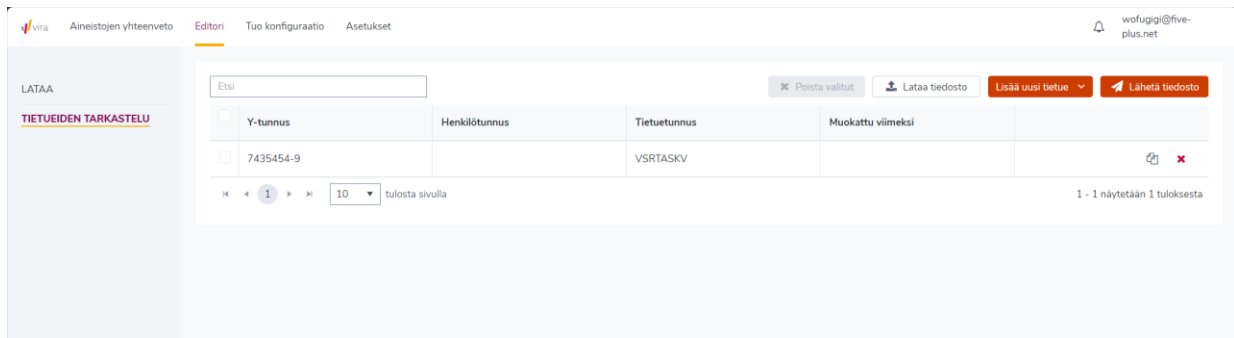 vira Aineistojen yhteenveto Editori Tuo konfiguraatio Asetukset wofugigi@five-
plus.net
LATAA
TIETUEIDEN TARKASTELU
Etsi Poista valitut Lataa tiedosto Lisää uusi tietue Lähetä tiedosto
Y-tunnus Henkilötunnus Tietuetunnus Muokattu viimeksi
7435454-9 VSRTASKV
1 10 tulosta sivulla 1 - 1 näytetään 1 tuloksesta